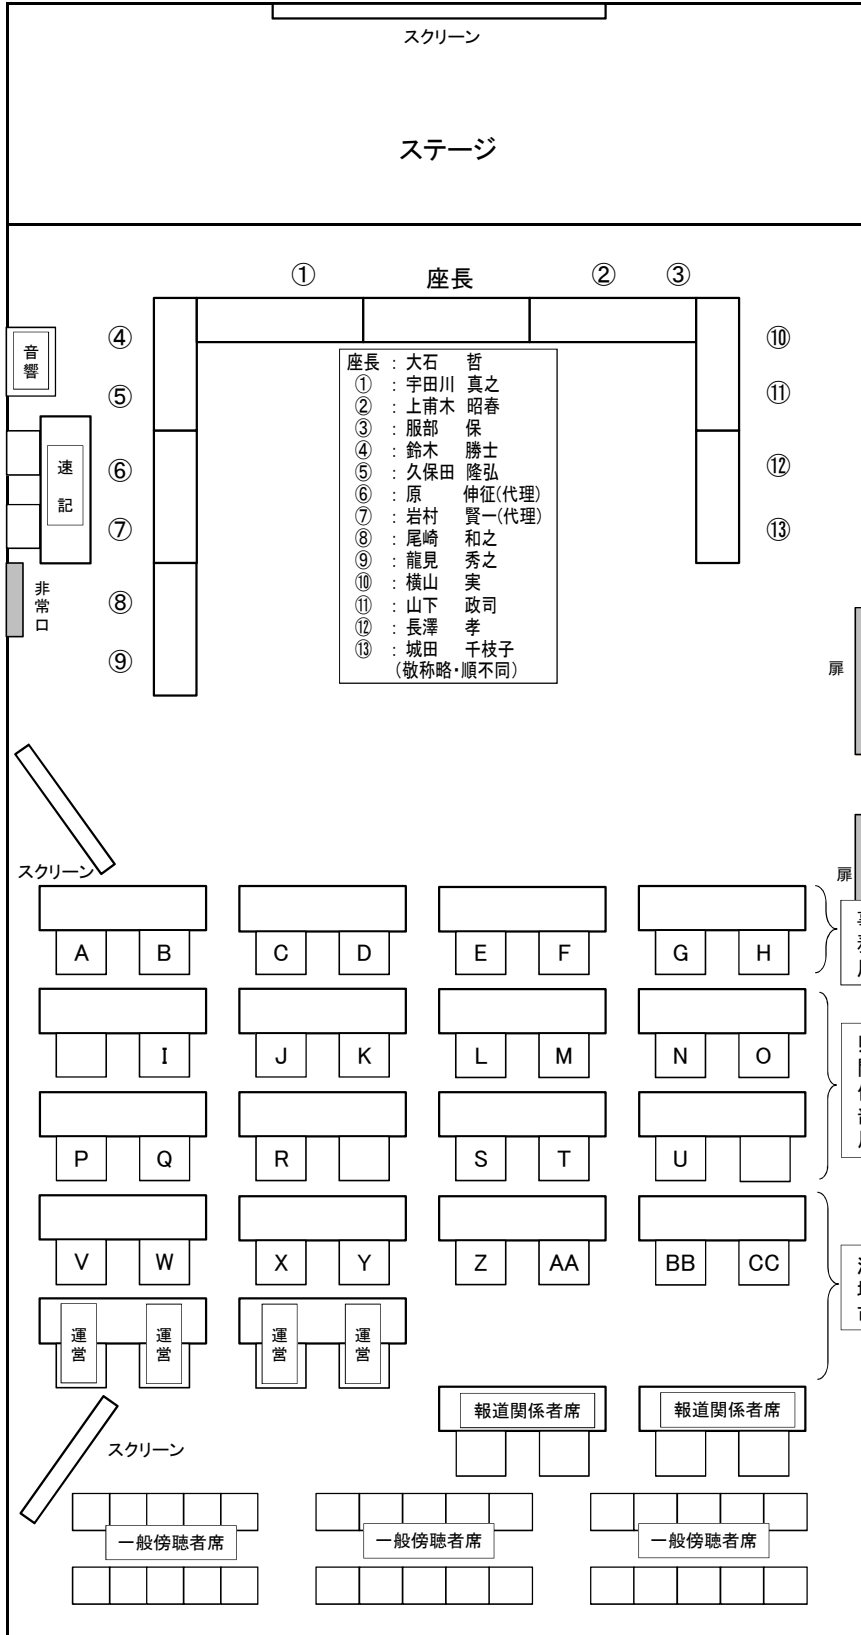 スクリーン
ステージ
① 座長 ② ③
④ ⑩
音響
⑤ ⑪
速記
⑥ ⑫
⑦ ⑬
非常口
⑧
⑨
座長 : 大石 哲
① : 宇田川 真之
② : 上甫木 昭春
③ : 服部 保
④ : 鈴木 勝士
⑤ : 久保田 隆弘
⑥ : 原 伸征(代理)
⑦ : 岩村 賢一(代理)
⑧ : 尾崎 和之
⑨ : 龍見 秀之
⑩ : 横山 実
⑪ : 山下 政司
⑫ : 長澤 孝
⑬ : 城田 千枝子
(敬称略・順不同)
扉
スクリーン
扉
A B C D E F G H
I J K L M N O
P Q R S T U
V W X Y Z AA BB CC
運営 運営 運営 運営
報道関係者席 報道関係者席
スクリーン
一般傍聴者席 一般傍聴者席 一般傍聴者席